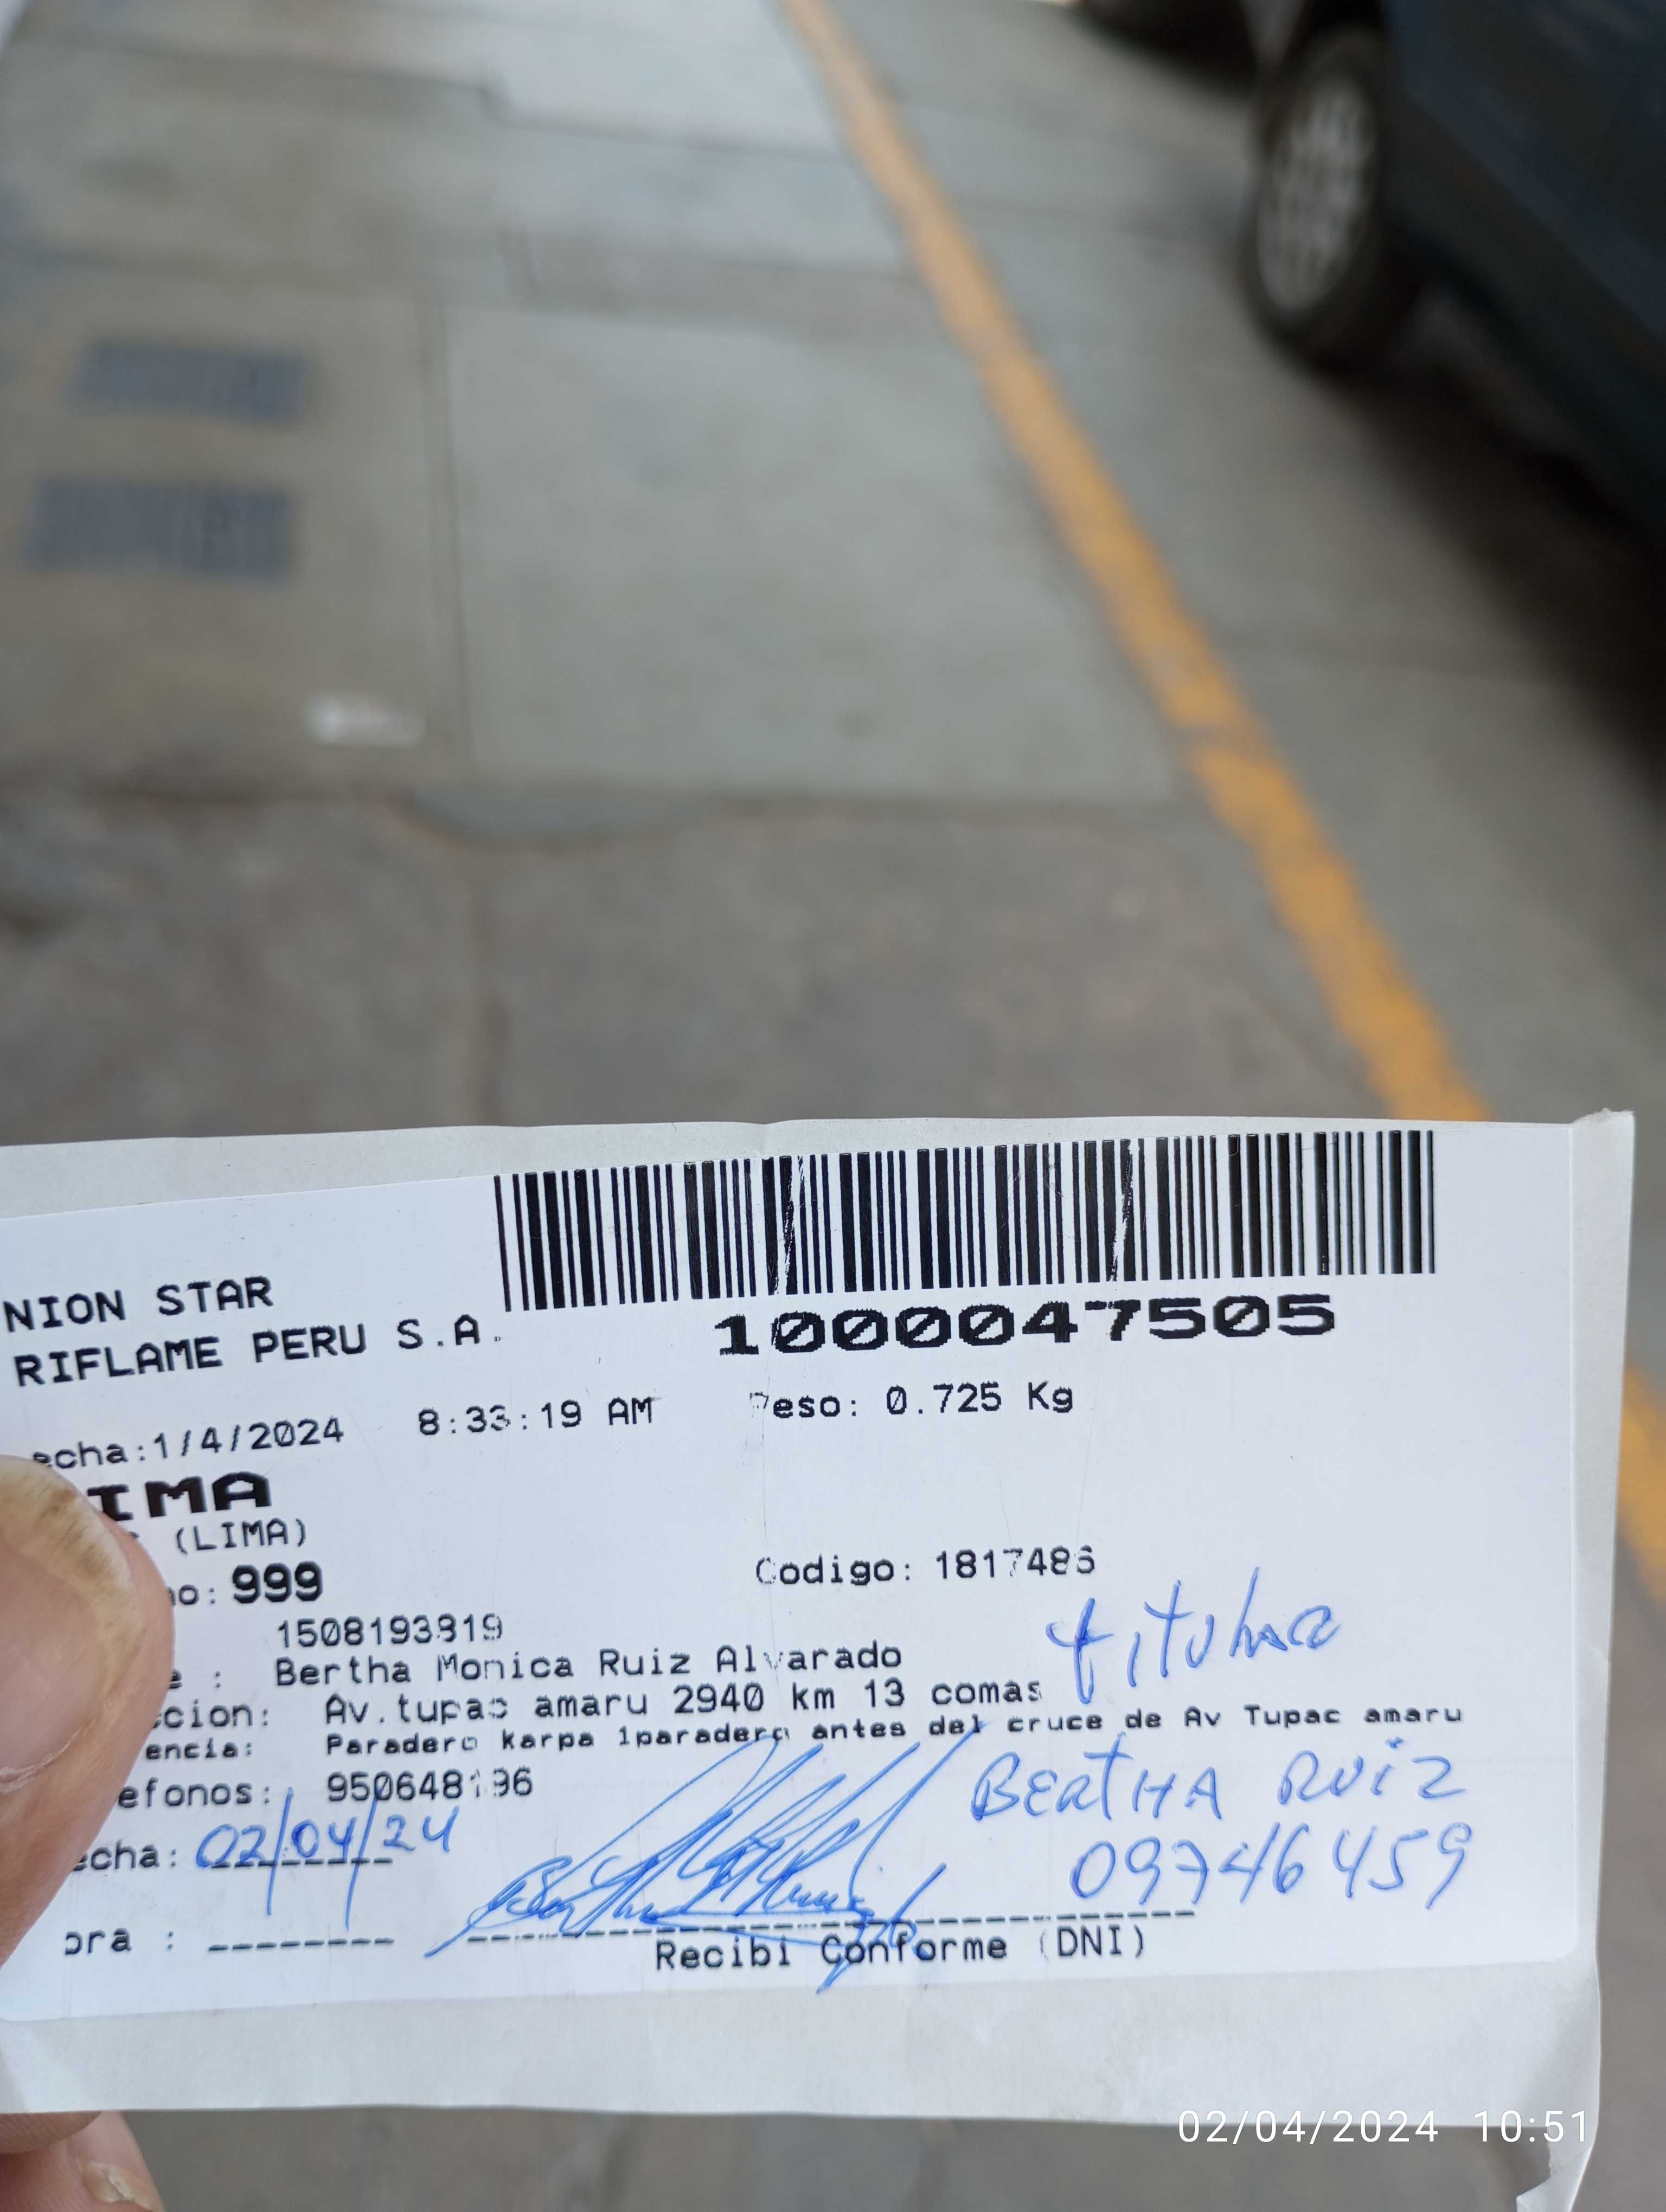 NION STAR
RIFLAME PERU S.A.
1000047505
echa:1/4/2024 8:33:19 AM Peso: 0.725 Kg
IMA
(LIMA)
no: 999 Codigo: 1817486
1508193819
e : Bertha Monica Ruiz Alvarado titular
ccion: Av.tupac amaru 2940 km 13 comas
encia: Paradero karpa 1paradero antes del cruce de Av Tupac amaru
efonos: 950648196
BERTHA RUIZ
echa: 02/04/24 09746459
ora :
Recibi Conforme (DNI)
02/04/2024 10:51